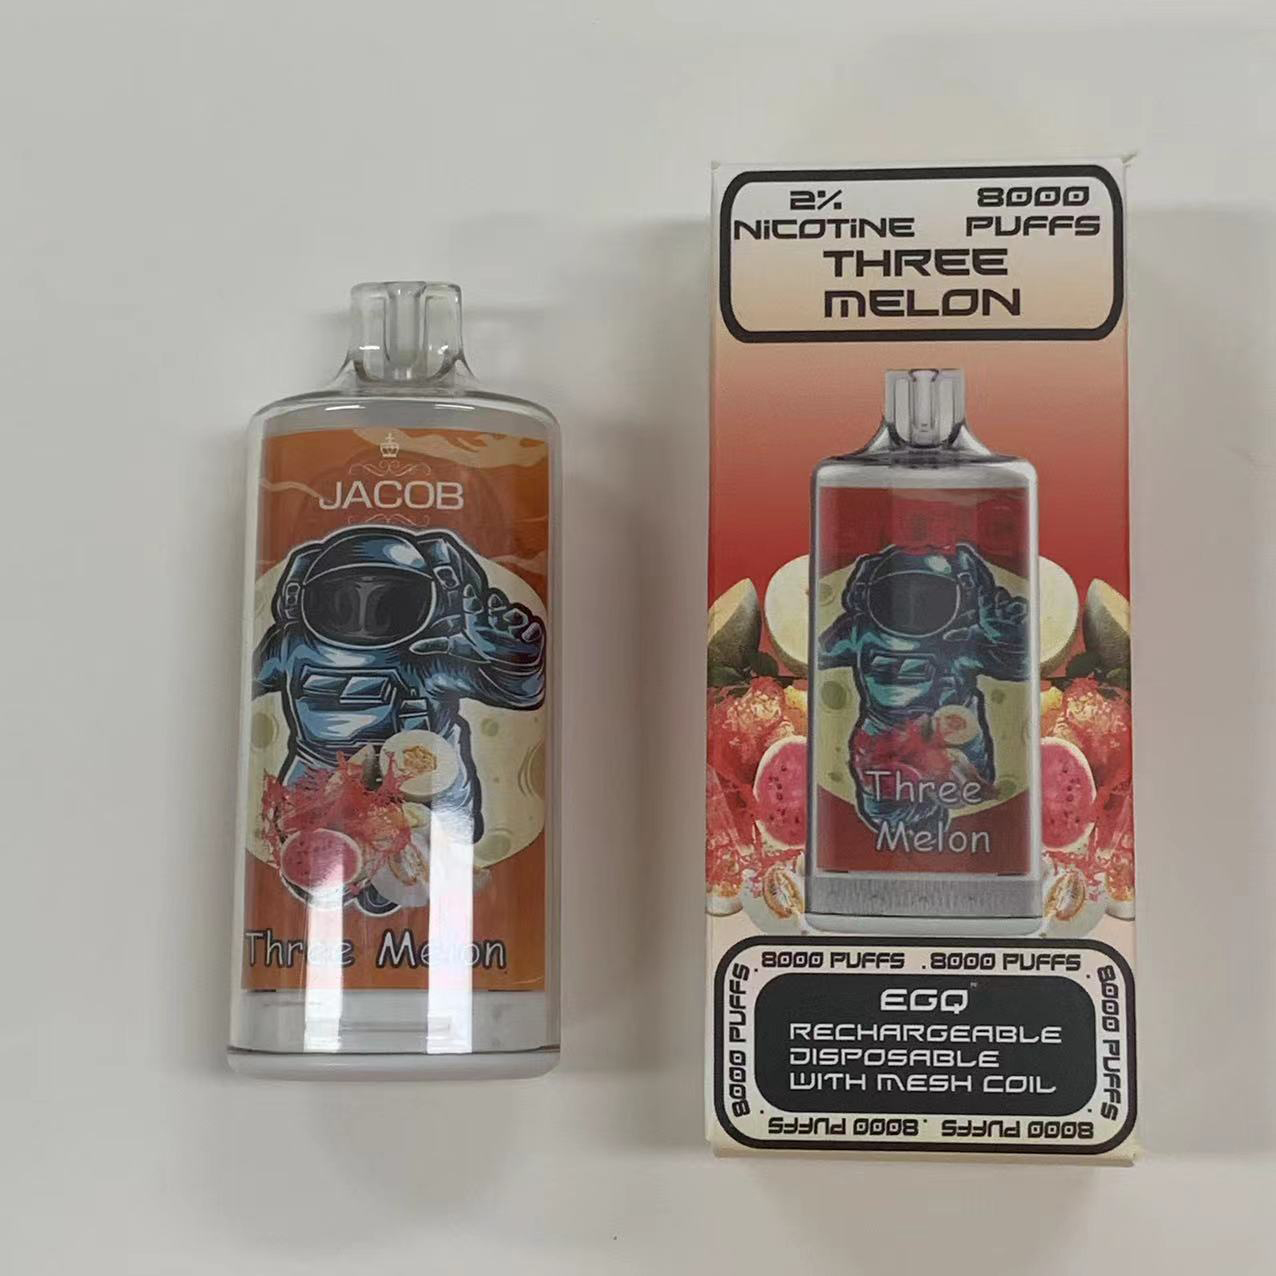 JACOB
Three Melon
2% 8000
NiCOTiNE PUFFS
THREE
MELON
Three
Melon
8000 PUFFS . 8000 PUFFS .
8000 PUFFS
8000 PUFFS
EGQ
RECHARGEABLE
DISPOSABLE
WITH MESH COIL
8000 PUFFS . 8000 PUFFS .